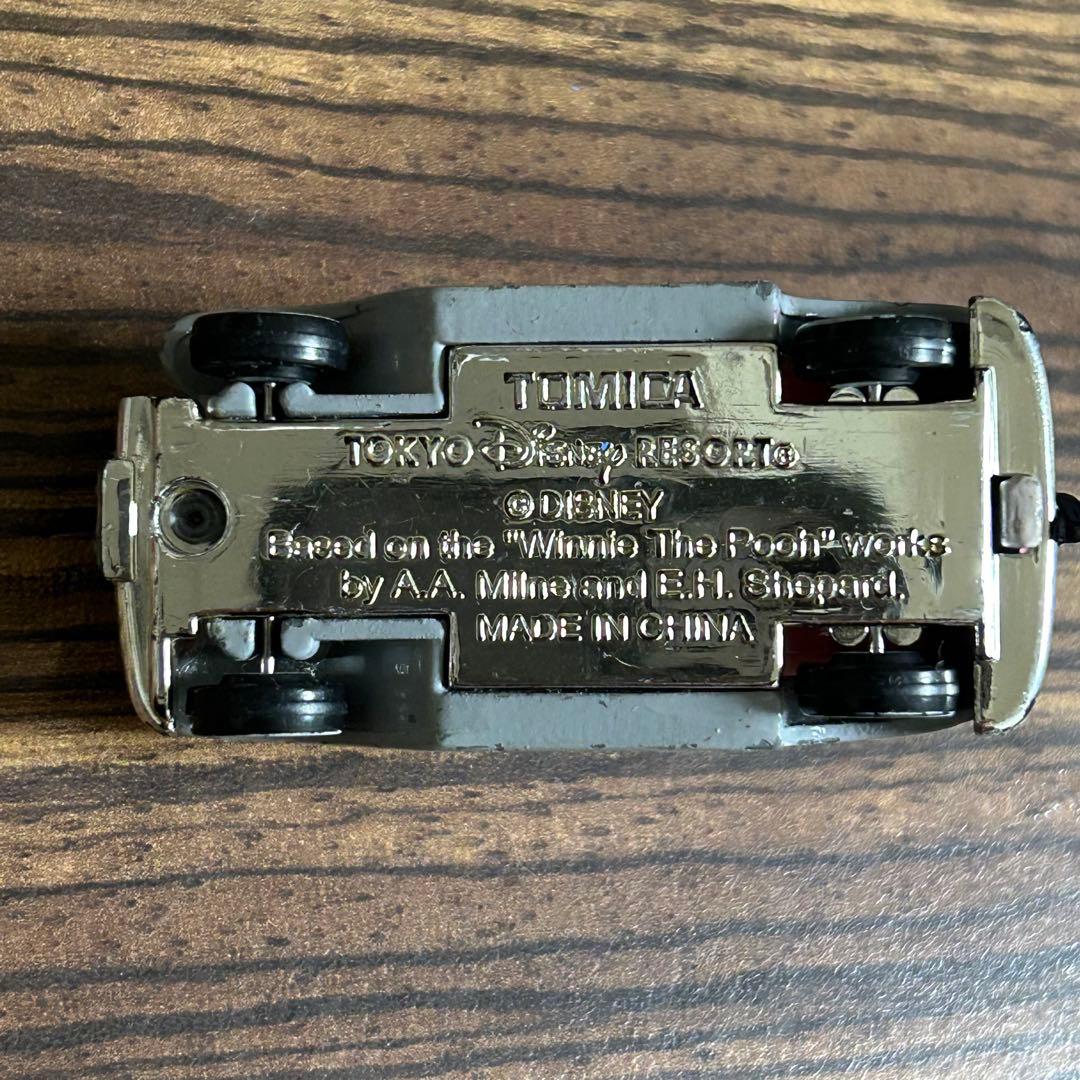 TOMICA
TOKYO Disney RESORT®
© DISNEY
Based on the "Winnie The Pooh" works
by A.A. Milne and E.H. Shepard.
MADE IN CHINA